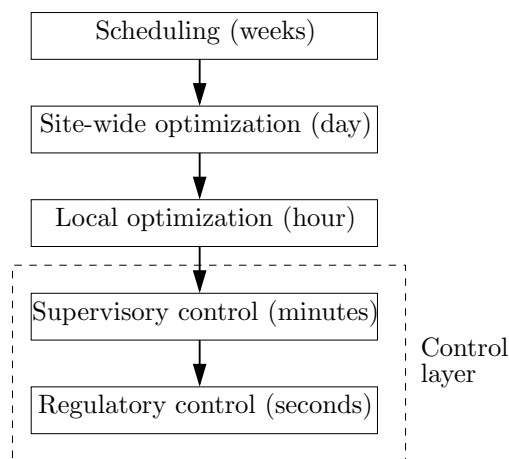 Scheduling (weeks)
Site-wide optimization (day)
Local optimization (hour)
Supervisory control (minutes)
Control
layer
Regulatory control (seconds)